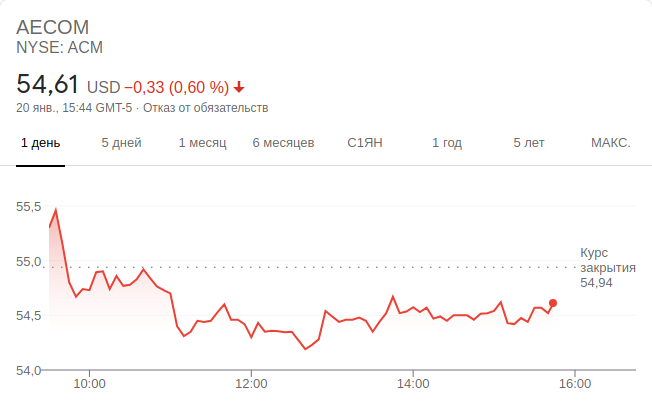 AECOM
NYSE: ACM
54,61 USD −0,33 (0,60 %)
20 янв., 15:44 GMT-5 · Отказ от обязательств
1 день 5 дней 1 месяц 6 месяцев С1ЯН 1 год 5 лет МАКС.
55,5
55,0
54,5
54,0
Курс
закрытия
54,94
10:00 12:00 14:00 16:00